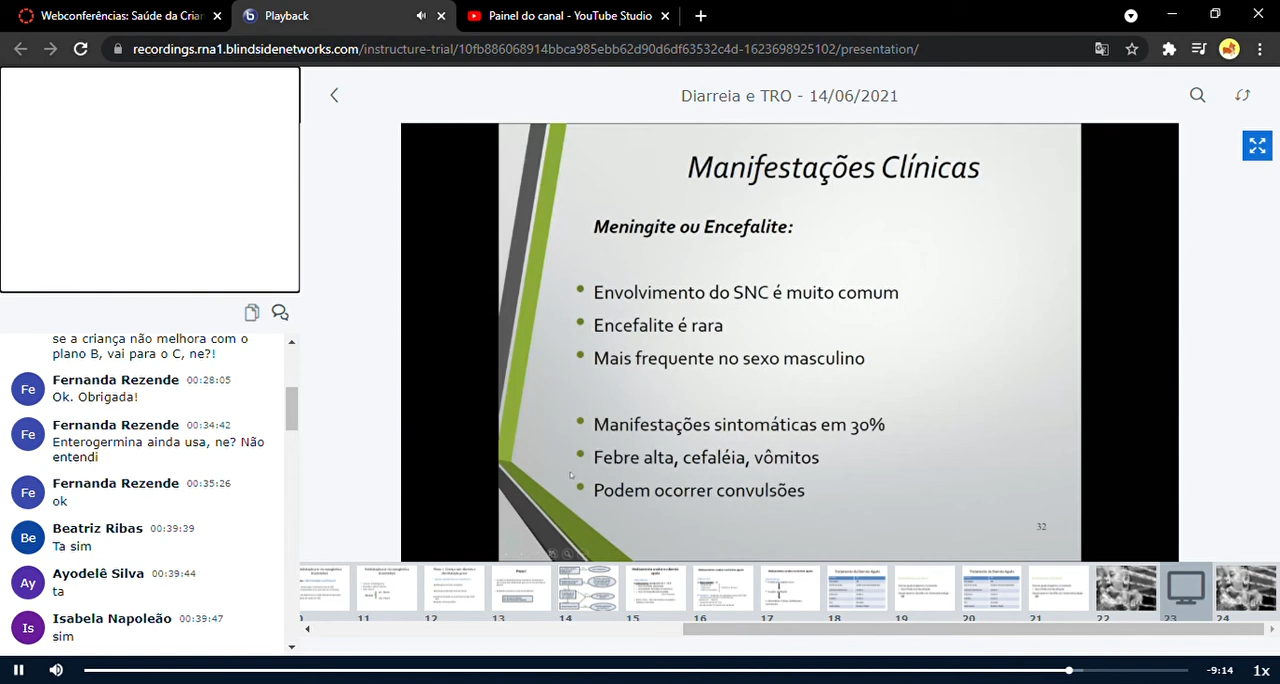 Webconferências: Saúde da Crian
Playback
Painel do canal - YouTube Studio
recordings.rna1.blindsidenetworks.com/instructure-trial/10fb886068914bbca985ebb62d90d6df63532c4d-1623698925102/presentation/
Diarreia e TRO - 14/06/2021
Manifestações Clínicas
Meningite ou Encefalite:
Envolvimento do SNC é muito comum
Encefalite é rara
Mais frequente no sexo masculino
Manifestações sintomáticas em 30%
Febre alta, cefaléia, vômitos
Podem ocorrer convulsões
32
se a criança não melhora com o
plano B, vai para o C, ne?!
Fe
Fernanda Rezende 00:28:05
Ok. Obrigada!
Fe
Fernanda Rezende 00:34:42
Enterogermina ainda usa, ne? Não
entendi
Fe
Fernanda Rezende 00:35:26
ok
Be
Beatriz Ribas 00:39:39
Ta sim
Ay
Ayodelê Silva 00:39:44
ta
Is
Isabela Napoleão 00:39:47
sim
11 12 13 14 15 16 17 18 19 20 21 22 23 24
-9:14 1x